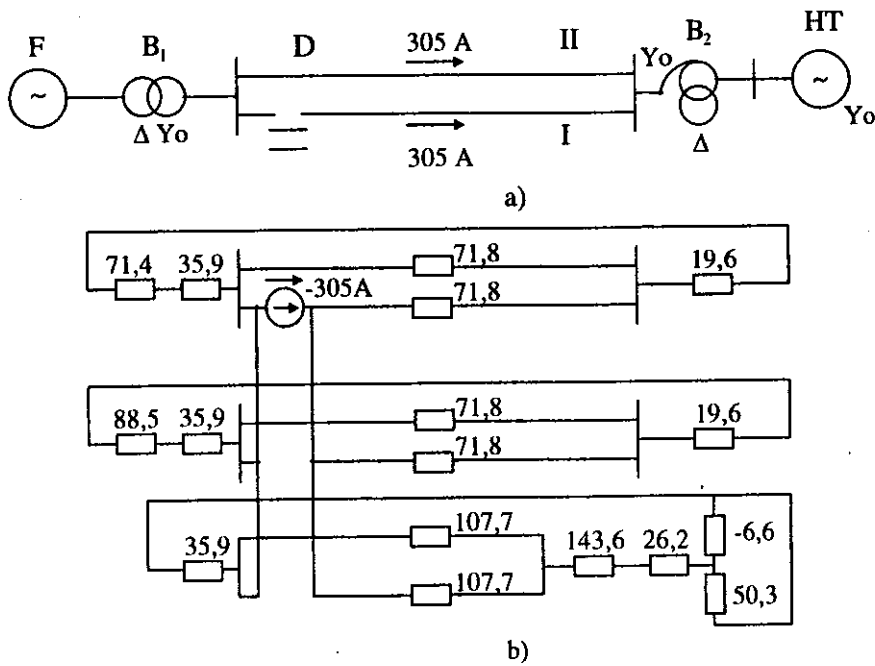 F B₁ D 305 A II B₂ HT
~ Δ Yo Yo ~ Yo
305 A I Δ
a)
71,4 35,9 71,8 19,6
-305A 71,8
88,5 35,9 71,8 19,6
71,8
35,9 107,7 143,6 26,2 -6,6
107,7 50,3
b)